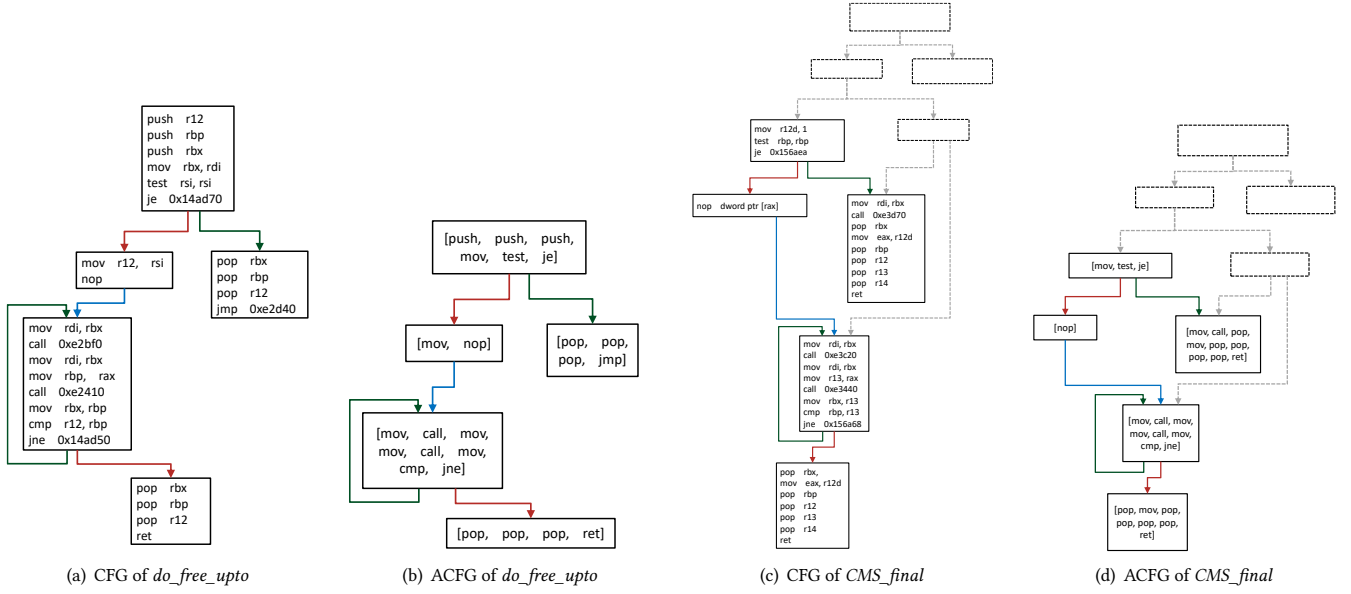 push r12
push rbp
push rbx
mov rbx, rdi
test rsi, rsi
je 0x14ad70
mov r12, rsi
nop
pop rbx
pop rbp
pop r12
jmp 0xe2d40
mov rdi, rbx
call 0xe2bf0
mov rdi, rbx
mov rbp, rax
call 0xe2410
mov rbx, rbp
cmp r12, rbp
jne 0x14ad50
pop rbx
pop rbp
pop r12
ret
(a) CFG of do_free_upto
[push, push, push,
mov, test, je]
[mov, nop]
[pop, pop,
pop, jmp]
[mov, call, mov,
mov, call, mov,
cmp, jne]
[pop, pop, pop, ret]
(b) ACFG of do_free_upto
mov r12d, 1
test rbp, rbp
je 0x156aea
nop dword ptr [rax]
mov rdi, rbx
call 0xe3d70
pop rbx
mov eax, r12d
pop rbp
pop r12
pop r13
pop r14
ret
mov rdi, rbx
call 0xe3c20
mov rdi, rbx
mov r13, rax
call 0xe3440
mov rbx, r13
cmp rbp, r13
jne 0x156a68
pop rbx,
mov eax, r12d
pop rbp
pop r12
pop r13
pop r14
ret
(c) CFG of CMS_final
[mov, test, je]
[nop]
[mov, call, pop,
mov, pop, pop,
pop, pop, ret]
[mov, call, mov,
mov, call, mov,
cmp, jne]
[pop, mov, pop,
pop, pop, pop,
ret]
(d) ACFG of CMS_final